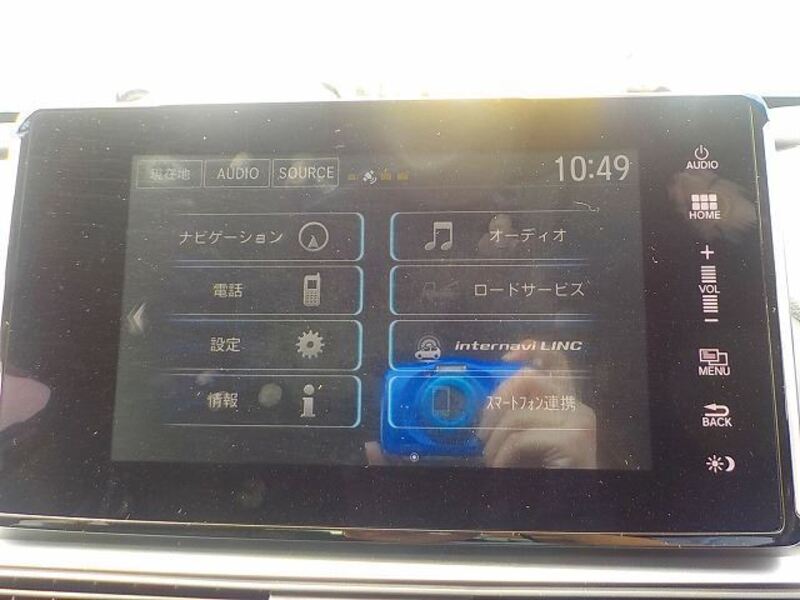 現在地 AUDIO SOURCE 10:49
ナビゲーション オーディオ
電話 ロードサービス
設定 internavi LINC
情報 スマートフォン連携
AUDIO
HOME
+
VOL
−
MENU
BACK